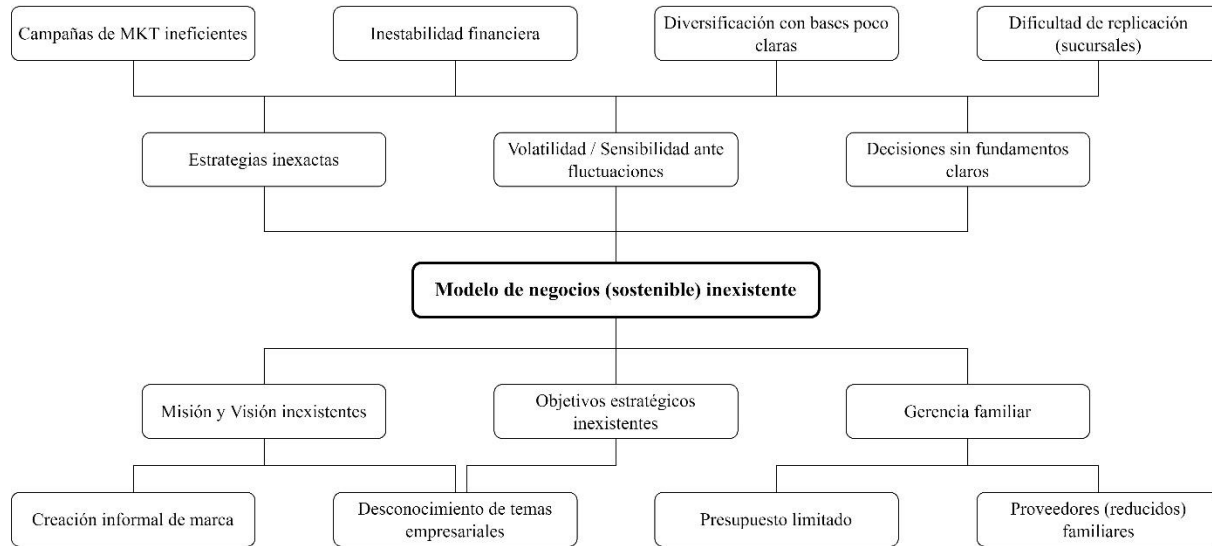 Campañas de MKT ineficientes
Inestabilidad financiera
Diversificación con bases poco
claras
Dificultad de replicación
(sucursales)
Estrategias inexactas
Volatilidad / Sensibilidad ante
fluctuaciones
Decisiones sin fundamentos
claros
Modelo de negocios (sostenible) inexistente
Misión y Visión inexistentes
Objetivos estratégicos
inexistentes
Gerencia familiar
Creación informal de marca
Desconocimiento de temas
empresariales
Presupuesto limitado
Proveedores (reducidos)
familiares